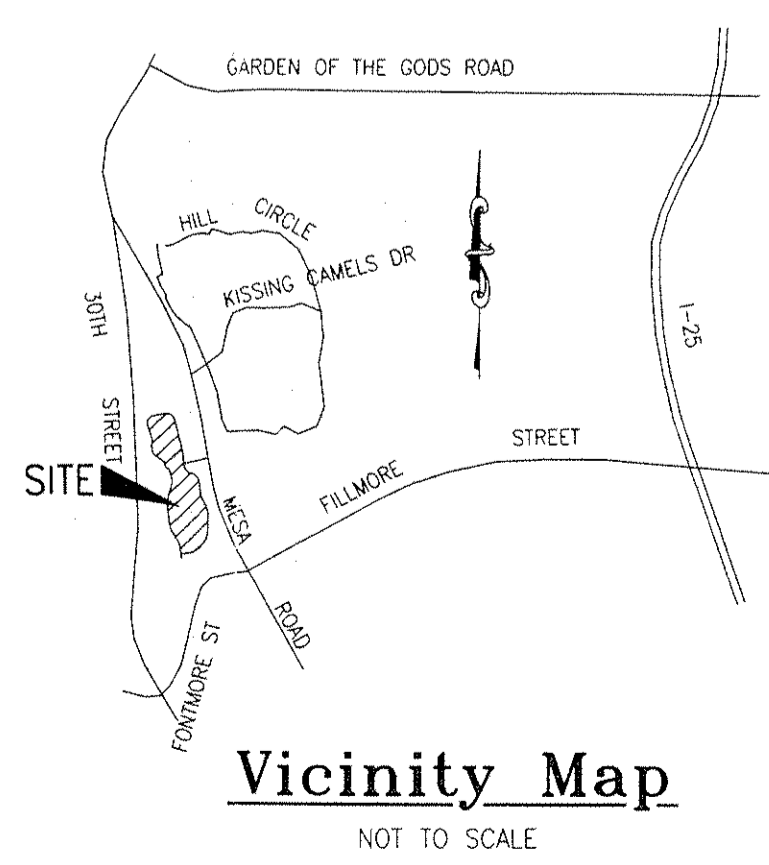 GARDEN OF THE GODS ROAD
HILL CIRCLE
KISSING CAMELS DR
30TH STREET
I-25
STREET
FILLMORE
SITE
MESA
ROAD
FONTMORE ST
Vicinity Map
NOT TO SCALE